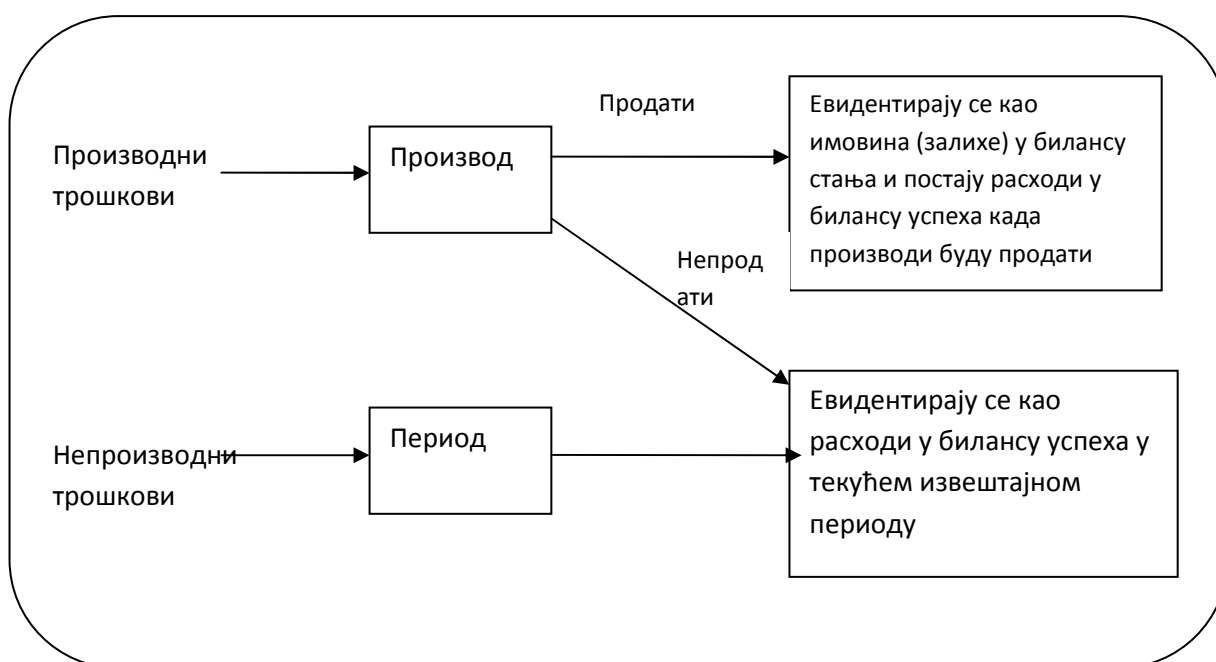 Производни
трошкови
Производ
Продати
Евидентирају се као
имовина (залихе) у билансу
стања и постају расходи у
билансу успеха када
производи буду продати
Непрод
ати
Непроизводни
трошкови
Период
Евидентирају се као
расходи у билансу успеха у
текућем извештајном
периоду